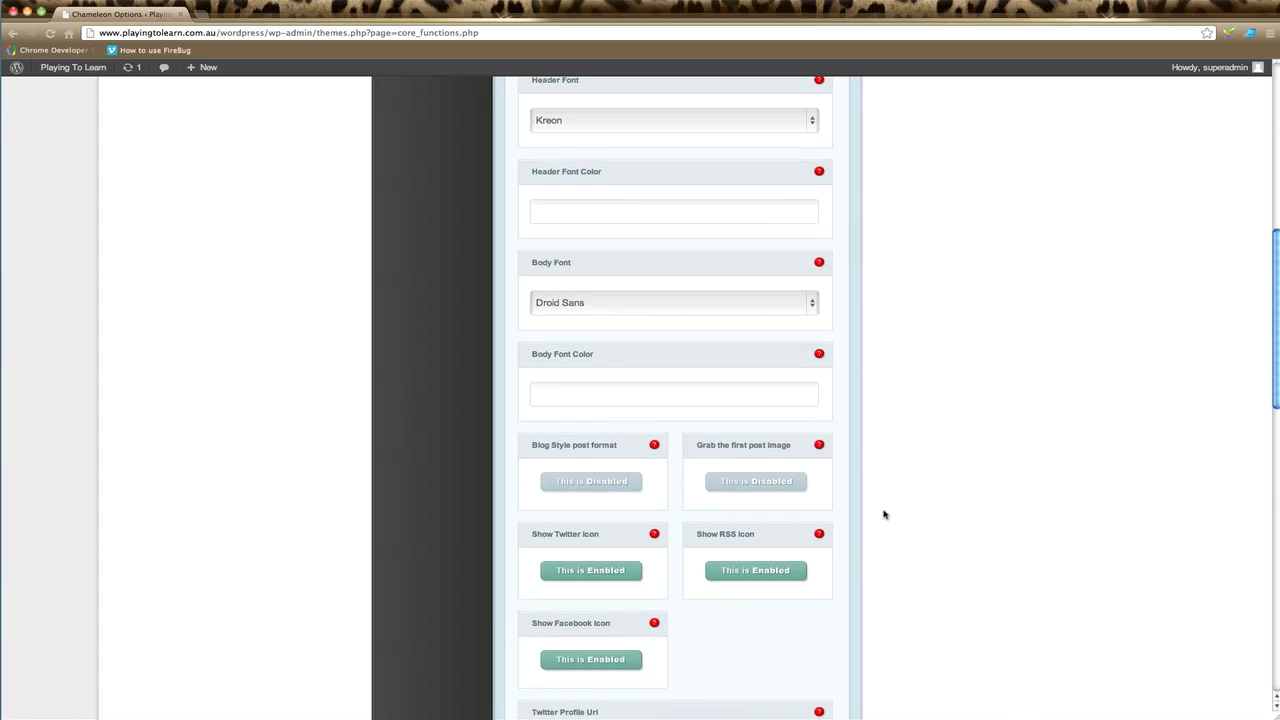 Chameleon Options ‹ Playin
www.playingtolearn.com.au/wordpress/wp-admin/themes.php?page=core_functions.php
Chrome Developer
How to use FireBug
Playing To Learn
1
+ New
Howdy, superadmin
Header Font
?
Kreon
Header Font Color
?
Body Font
?
Droid Sans
Body Font Color
?
Blog Style post format
?
Grab the first post image
?
This is Disabled
This is Disabled
Show Twitter Icon
?
Show RSS Icon
?
This is Enabled
This is Enabled
Show Facebook Icon
?
This is Enabled
Twitter Profile Url
?